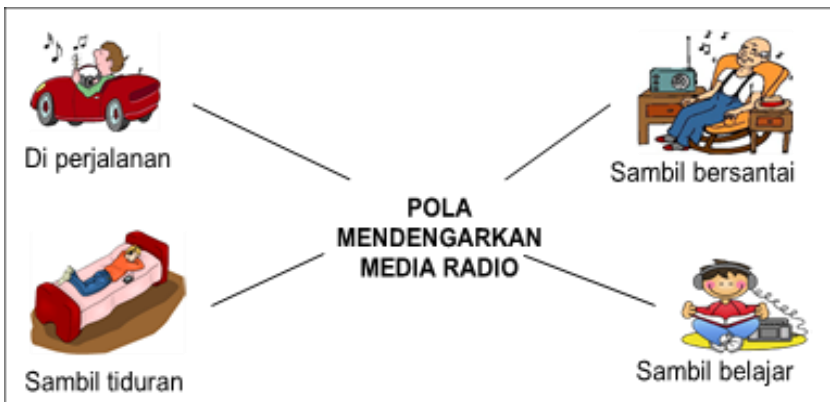 Di perjalanan
Sambil bersantai
POLA
MENDENGARKAN
MEDIA RADIO
Sambil tiduran
Sambil belajar